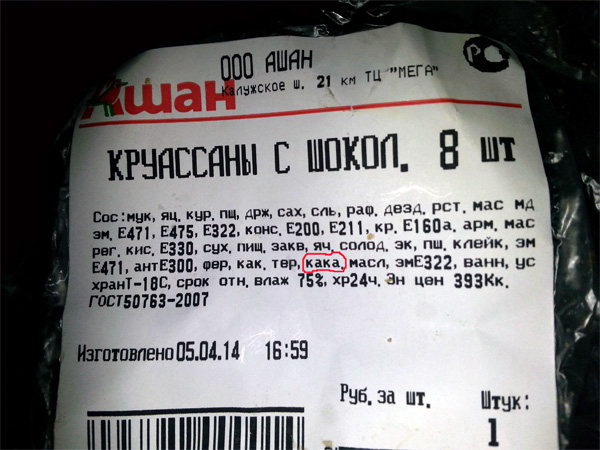 ООО АШАН
Калужское ш. 21 км ТЦ "МЕГА"
Ашан
РС
КРУАССАНЫ С ШОКОЛ. 8 шт
Сос:мук, яц. кур. пщ, држ, сах, сль, раф. двзд. рст. мас мд
эм. Е471, Е475, Е322, конс. Е200, Е211, кр. Е160а. арм. мас
рег. кис. Е330, сух. пищ. закв, яч. солод. эк, пш. клейк, эм
Е471, антЕ300, фер, как. тер, кака. масл, эмЕ322, ванн, ус
хранТ-18С, срок отн. влаж 75%, хр24ч. Эн цен 393Кк.
ГОСТ50763-2007
Изготовлено 05.04.14 16:59
Руб. за шт. Штук:
1